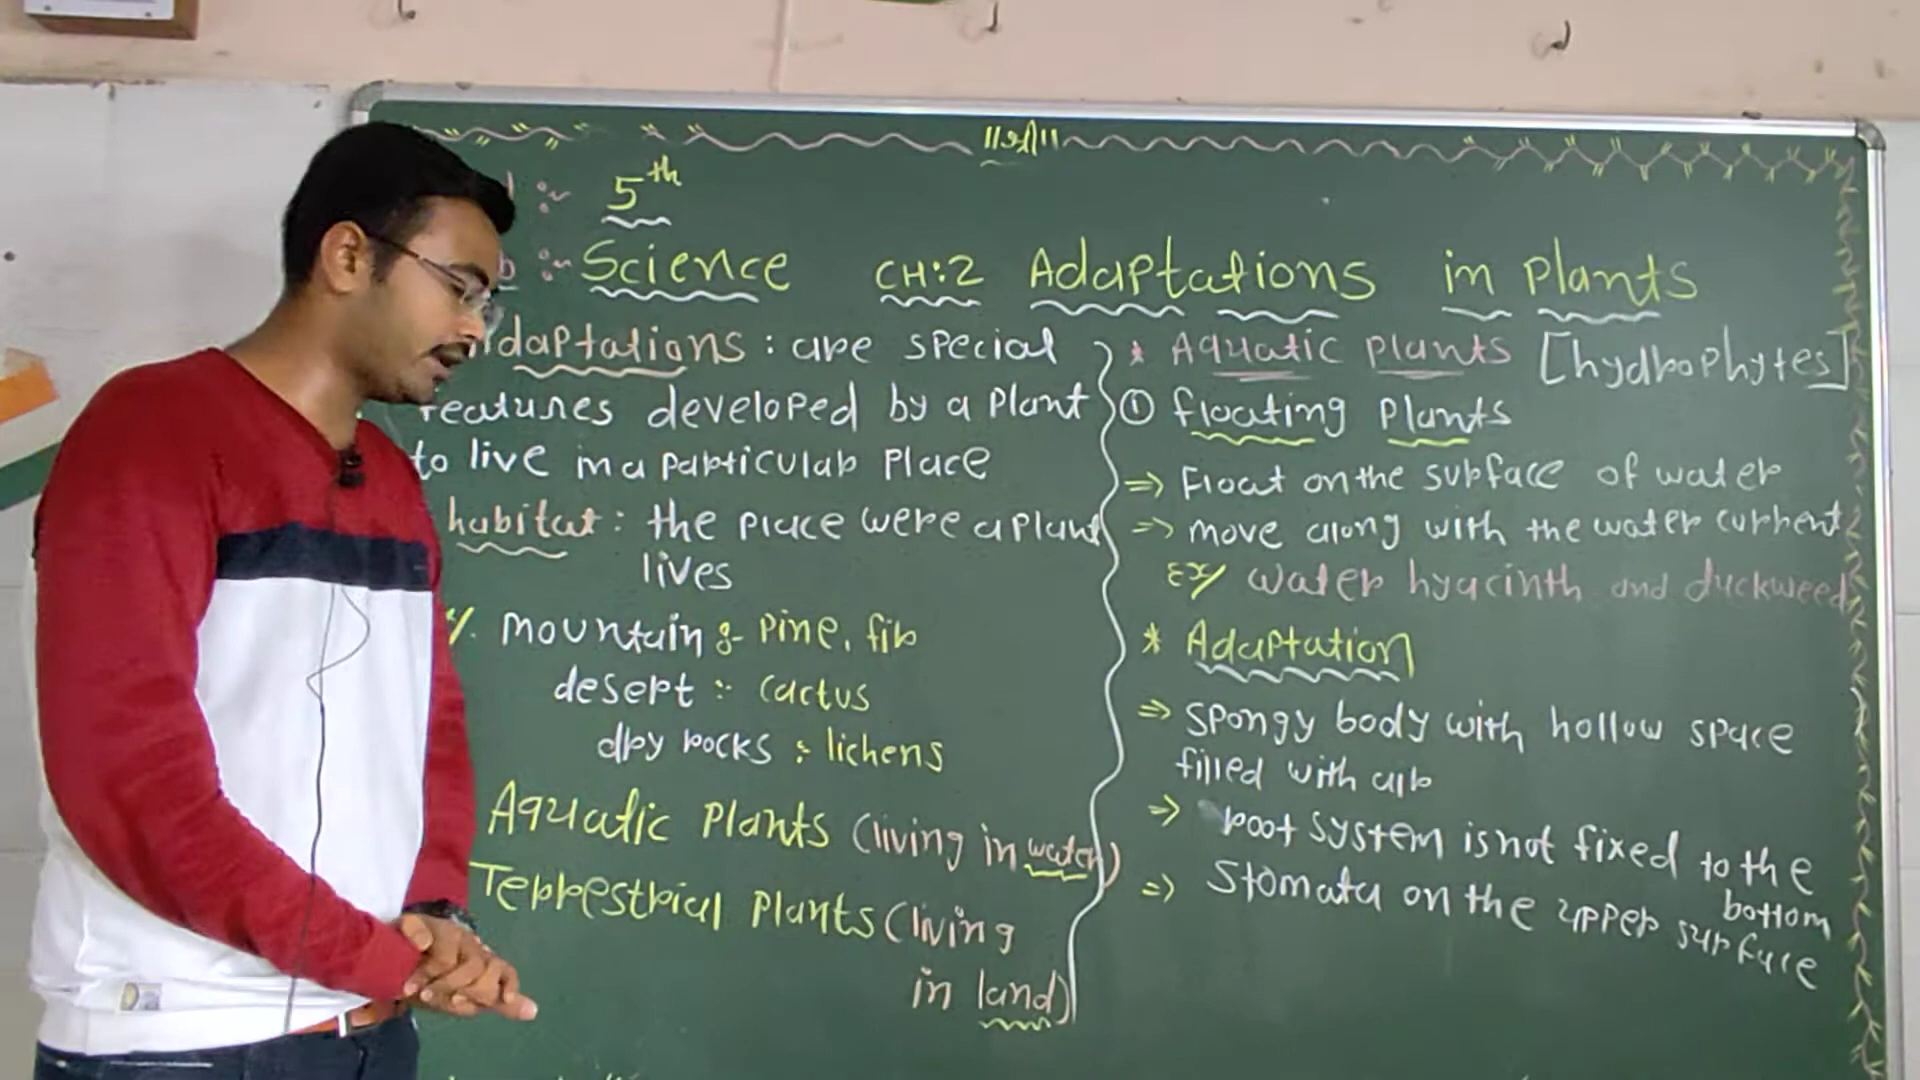 5th
Science CH:2 Adaptations in plants
adaptations : are special
features developed by a plant
to live in a particular place
habitat : the place were a plant
lives
mountain :- pine, fir
desert :- cactus
dry rocks : lichens
Aquatic Plants (living in water)
Terrestrial Plants (living
in land)
* Aquatic plants [hydrophytes]
① floating plants
⇒ Float on the surface of water
⇒ move along with the water current
Ex/ water hyacinth and duckweed
* Adaptation
⇒ spongy body with hollow space
filled with air
⇒ root system is not fixed to the
bottom
⇒ Stomata on the upper surface